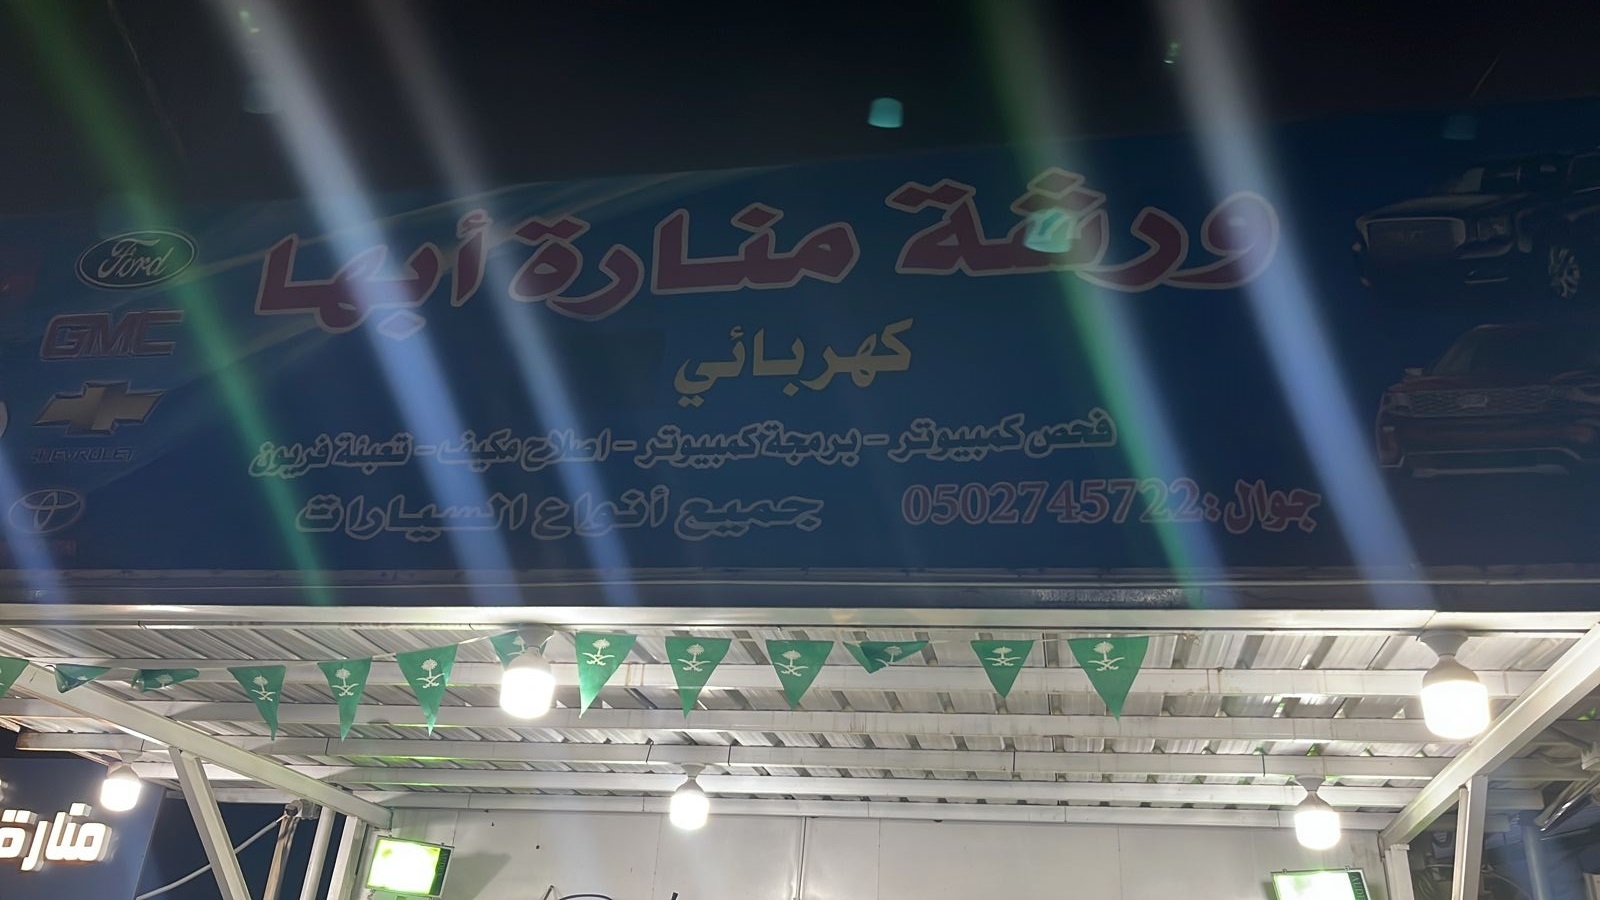 ورشة منارة أبها
كهربائي
فحص كمبيوتر - برمجة كمبيوتر - اصلاح مكيف - تعبئة فريون
جميع أنواع السيارات
جوال: 0502745722
Ford
GMC
CHEVROLET
منارة